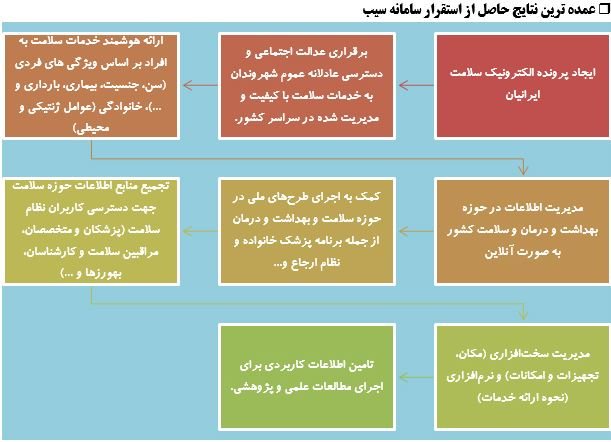 ❒ عمده ترین نتایج حاصل از استقرار سامانه سیب
ایجاد پرونده الکترونیک سلامت
ایرانیان
برقراری عدالت اجتماعی و
دسترسی عادلانه عموم شهروندان
به خدمات سلامت با کیفیت و
مدیریت شده در سراسر کشور.
ارائه هوشمند خدمات سلامت به
افراد بر اساس ویژگی های فردی
(سن، جنسیت، بیماری، بارداری و
...)، خانوادگی (عوامل ژنتیکی و
محیطی)
مدیریت اطلاعات در حوزه
بهداشت و درمان و سلامت کشور
به صورت آنلاین
کمک به اجرای طرح‌های ملی در
حوزه سلامت و بهداشت و درمان
از جمله برنامه پزشک خانواده و
نظام ارجاع و...
تجمیع منابع اطلاعات حوزه سلامت
جهت دسترسی کاربران نظام
سلامت (پزشکان و متخصصان،
مراقبین سلامت و کارشناسان،
بهورزها و ...)
مدیریت سخت‌افزاری (مکان،
تجهیزات و امکانات) و نرم‌افزاری
(نحوه ارائه خدمات)
تامین اطلاعات کاربردی برای
اجرای مطالعات علمی و پژوهشی.